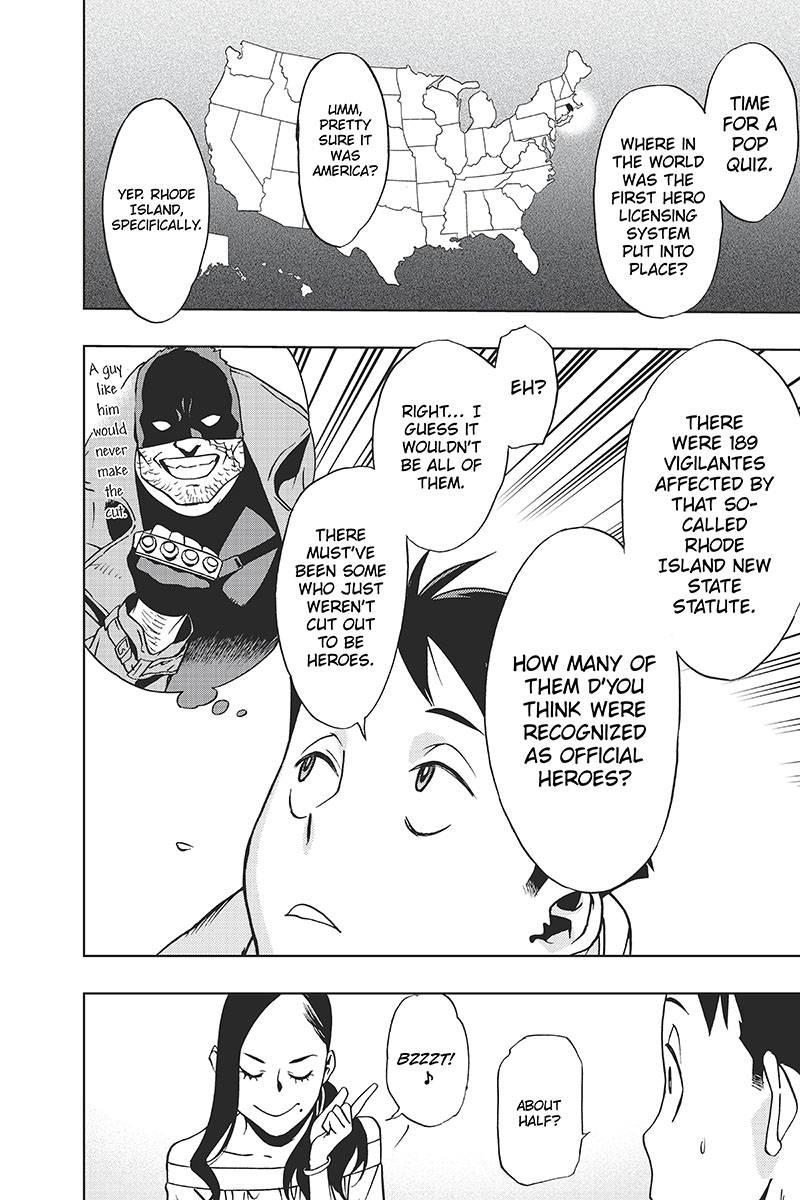 TIME
FOR A
POP
QUIZ.
WHERE IN
THE WORLD
WAS THE
FIRST HERO
LICENSING
SYSTEM
PUT INTO
PLACE?
UMM,
PRETTY
SURE IT
WAS
AMERICA?
YEP. RHODE
ISLAND,
SPECIFICALLY.
THERE
WERE 189
VIGILANTES
AFFECTED BY
THAT SO-
CALLED
RHODE
ISLAND NEW
STATE
STATUTE.
HOW MANY OF
THEM D'YOU
THINK WERE
RECOGNIZED
AS OFFICIAL
HEROES?
EH?
RIGHT... I
GUESS IT
WOULDN'T
BE ALL OF
THEM.
THERE
MUST'VE
BEEN SOME
WHO JUST
WEREN'T
CUT OUT
TO BE
HEROES.
A guy
like
him
would
never
make
the
cut.
ABOUT
HALF?
BZZZT!
♪